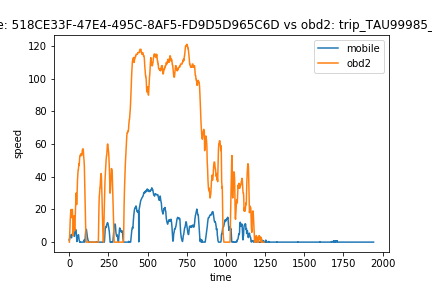 e: 518CE33F-47E4-495C-8AF5-FD9D5D965C6D vs obd2: trip_TAU99985_
mobile
obd2
speed
120
100
80
60
40
20
0
0 250 500 750 1000 1250 1500 1750 2000
time